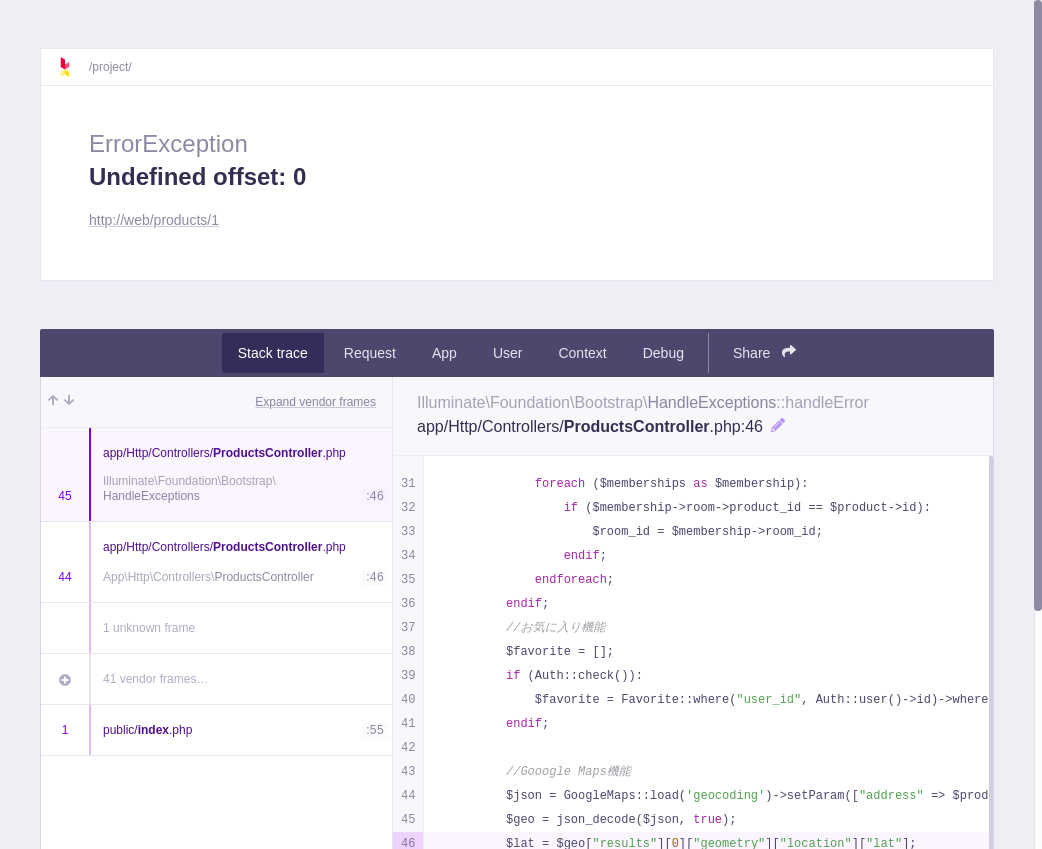 /project/
ErrorException
Undefined offset: 0
http://web/products/1
Stack trace Request App User Context Debug Share
Expand vendor frames
app/Http/Controllers/ProductsController.php
Illuminate\Foundation\Bootstrap\
45 HandleExceptions :46
app/Http/Controllers/ProductsController.php
44 App\Http\Controllers\ProductsController :46
1 unknown frame
41 vendor frames…
1 public/index.php :55
Illuminate\Foundation\Bootstrap\HandleExceptions::handleError
app/Http/Controllers/ProductsController.php:46
31 foreach ($memberships as $membership):
32 if ($membership->room->product_id == $product->id):
33 $room_id = $membership->room_id;
34 endif;
35 endforeach;
36 endif;
37 //お気に入り機能
38 $favorite = [];
39 if (Auth::check()):
40 $favorite = Favorite::where("user_id", Auth::user()->id)->where
41 endif;
42
43 //Gooogle Maps機能
44 $json = GoogleMaps::load('geocoding')->setParam(["address" => $prod
45 $geo = json_decode($json, true);
46 $lat = $geo["results"][0]["geometry"]["location"]["lat"];